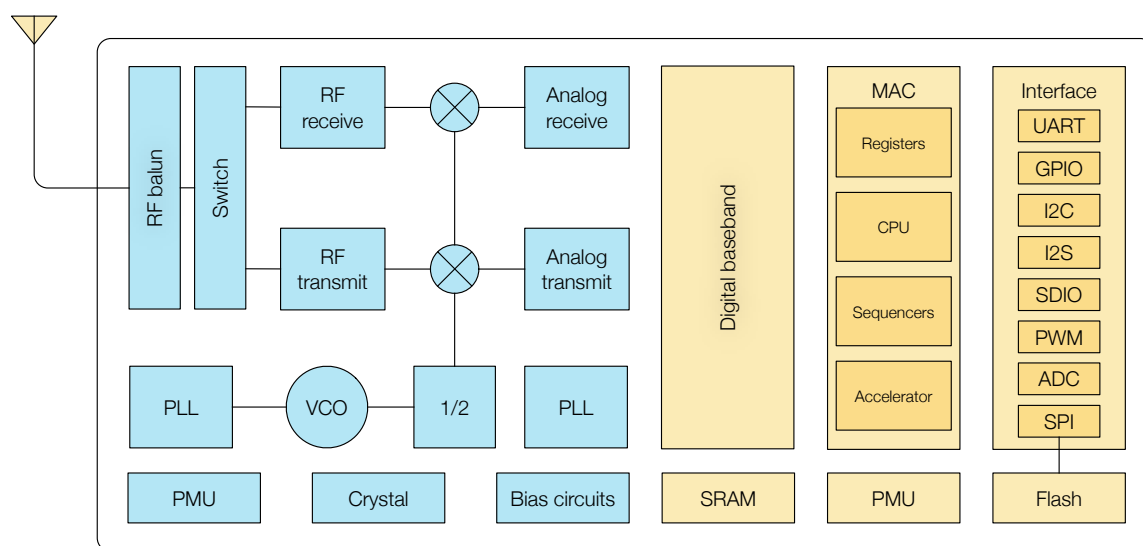 RF balun
Switch
RF
receive
Analog
receive
RF
transmit
Analog
transmit
PLL
VCO
1/2
PLL
PMU
Crystal
Bias circuits
Digital baseband
SRAM
MAC
Registers
CPU
Sequencers
Accelerator
PMU
Interface
UART
GPIO
I2C
I2S
SDIO
PWM
ADC
SPI
Flash